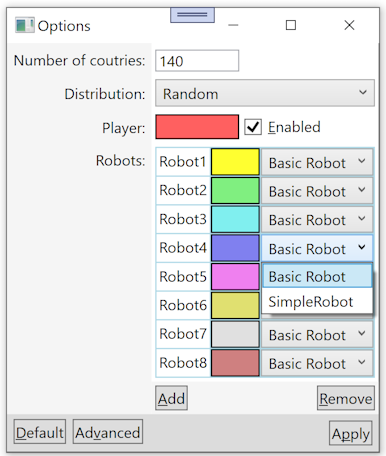 Options
Number of coutries: 140
Distribution: Random
Player: Enabled
Robots: Robot1 Basic Robot
Robot2 Basic Robot
Robot3 Basic Robot
Robot4 Basic Robot
Robot5 Basic Robot
Robot6 SimpleRobot
Robot7 Basic Robot
Robot8 Basic Robot
Add Remove
Default Advanced Apply